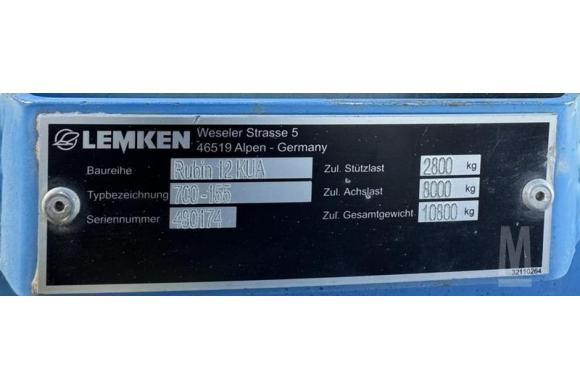 LEMKEN
Weseler Strasse 5
46519 Alpen - Germany
Baureihe Rubin 12 KUA
Typbezeichnung 700-155
Seriennummer 490174
Zul. Stützlast 2800 kg
Zul. Achslast 8000 kg
Zul. Gesamtgewicht 10800 kg
32110264
M